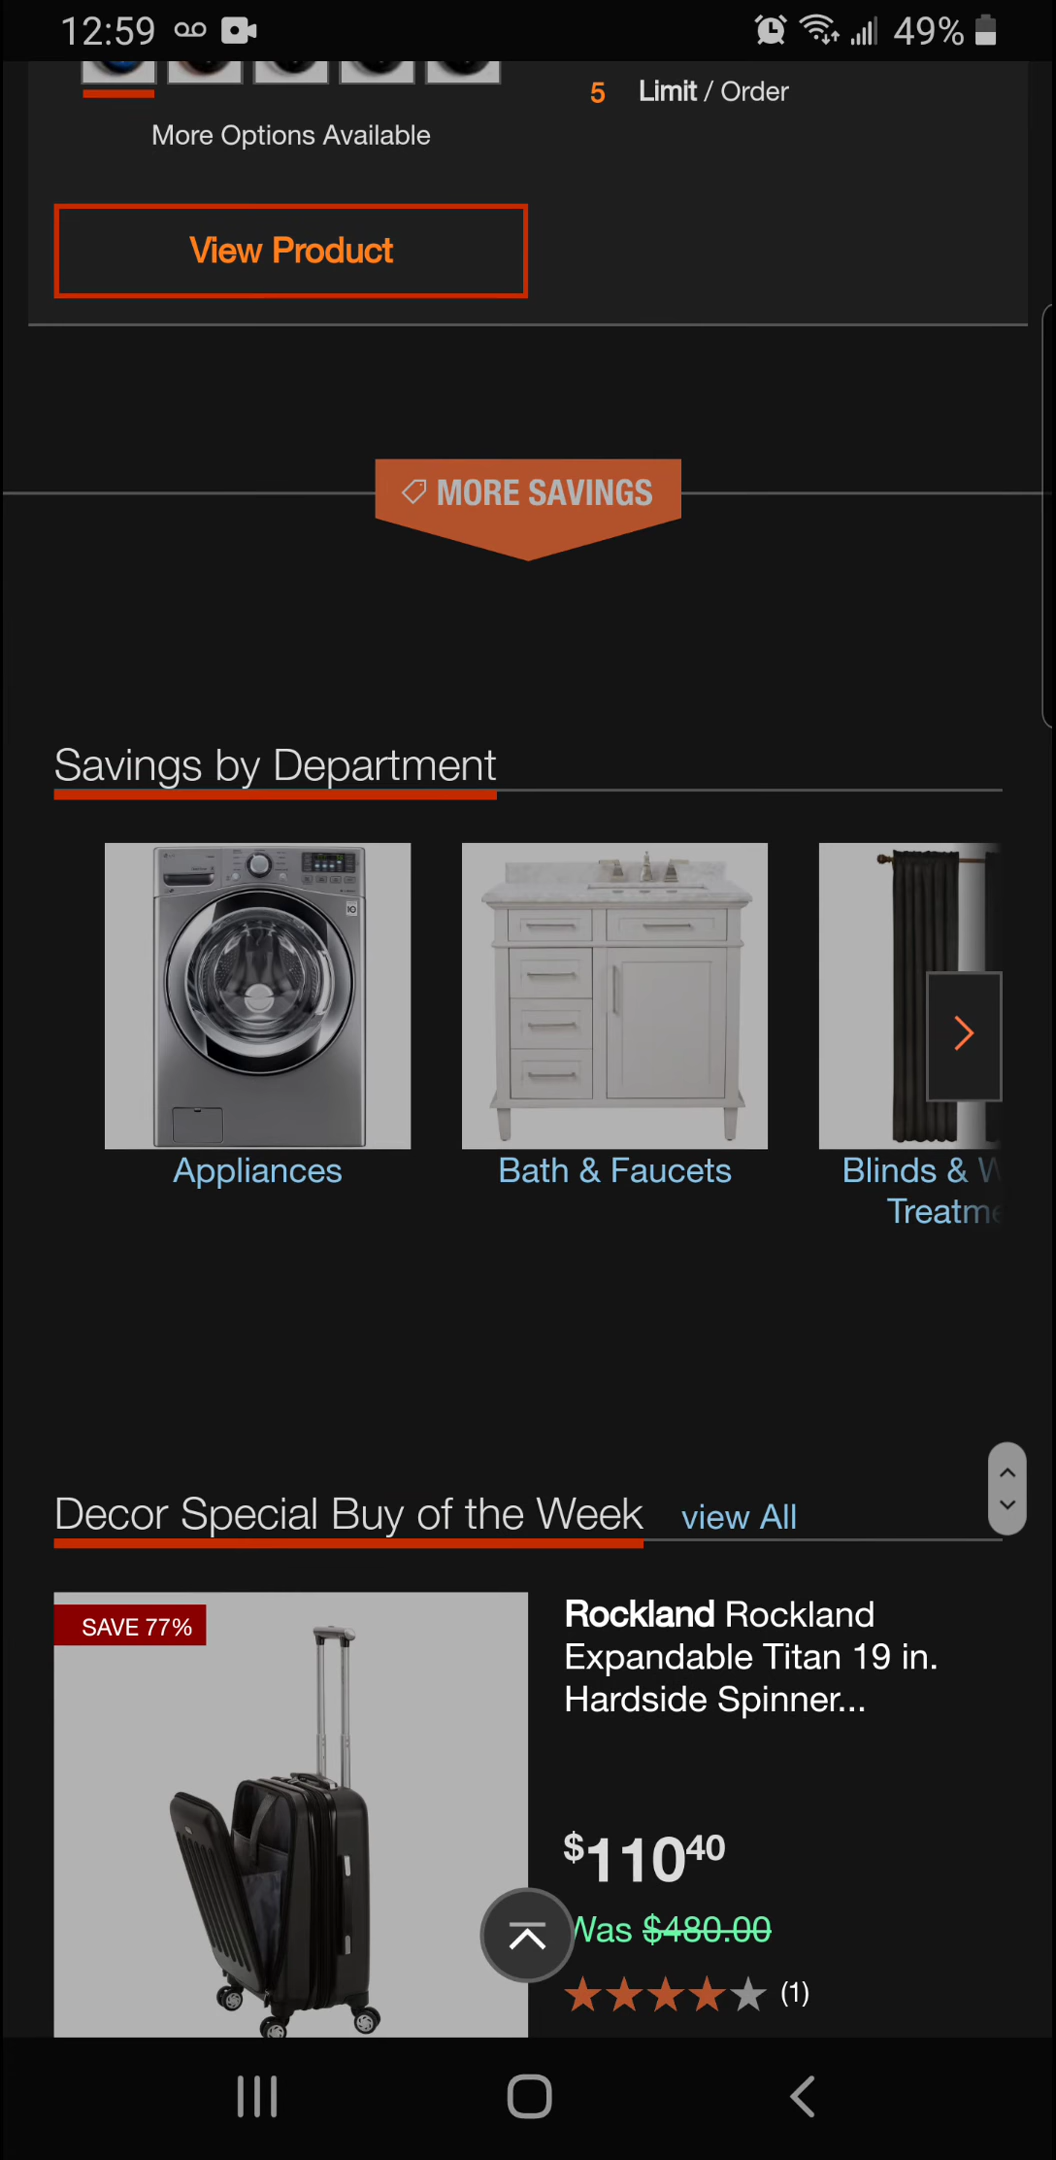 12:59
49%
5 Limit / Order
More Options Available
View Product
MORE SAVINGS
Savings by Department
Appliances
Bath & Faucets
Blinds &
Decor Special Buy of the Week view All
SAVE 77%
Rockland Rockland
Expandable Titan 19 in.
Hardside Spinner...
$11040
Was $480.00
(1)